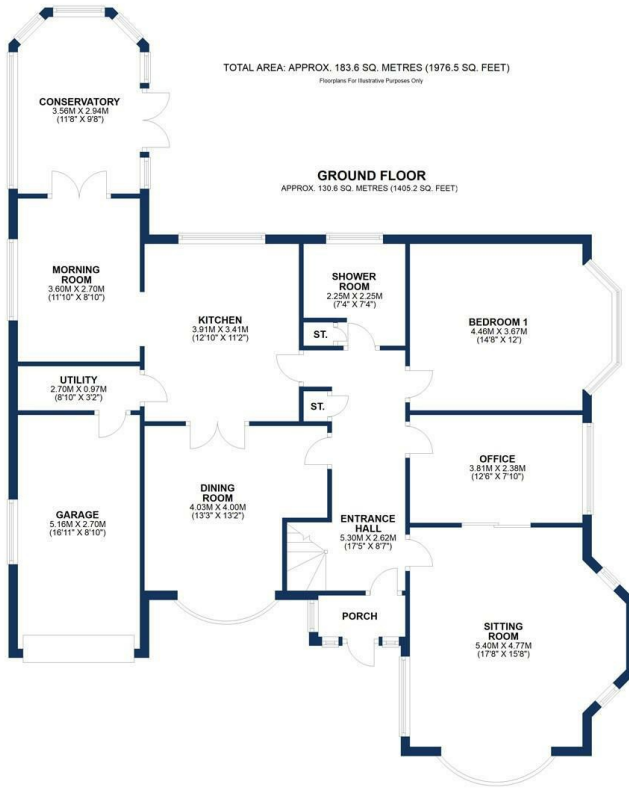 TOTAL AREA: APPROX. 183.6 SQ. METRES (1976.5 SQ. FEET)
Floorplans For Illustrative Purposes Only
CONSERVATORY
3.56M X 2.94M
(11'8" X 9'8")
GROUND FLOOR
APPROX. 130.6 SQ. METRES (1405.2 SQ. FEET)
MORNING
ROOM
3.60M X 2.70M
(11'10" X 8'10")
KITCHEN
3.91M X 3.41M
(12'10" X 11'2")
SHOWER
ROOM
2.25M X 2.25M
(7'4" X 7'4")
ST.
BEDROOM 1
4.46M X 3.67M
(14'8" X 12')
UTILITY
2.70M X 0.97M
(8'10" X 3'2")
ST.
OFFICE
3.81M X 2.38M
(12'6" X 7'10")
GARAGE
5.16M X 2.70M
(16'11" X 8'10")
DINING
ROOM
4.03M X 4.00M
(13'3" X 13'2")
ENTRANCE
HALL
5.30M X 2.62M
(17'5" X 8'7")
PORCH
SITTING
ROOM
5.40M X 4.77M
(17'8" X 15'8")